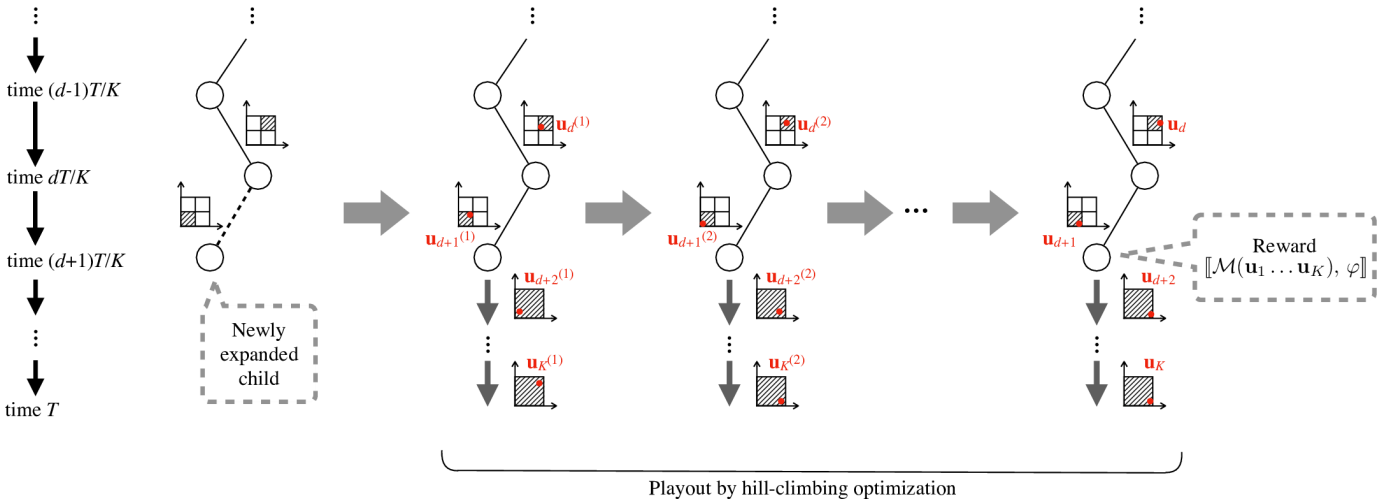 ⋮
time (d-1)T/K
time dT/K
time (d+1)T/K
⋮
time T
⋮
Newly
expanded
child
⋮
u_d^(1)
u_{d+1}^(1)
u_{d+2}^(1)
⋮
u_K^(1)
⋮
u_d^(2)
u_{d+1}^(2)
u_{d+2}^(2)
⋮
u_K^(2)
...
⋮
u_d
u_{d+1}
u_{d+2}
⋮
u_K
Reward
⟦M(u_1 ... u_K), φ⟧
Playout by hill-climbing optimization